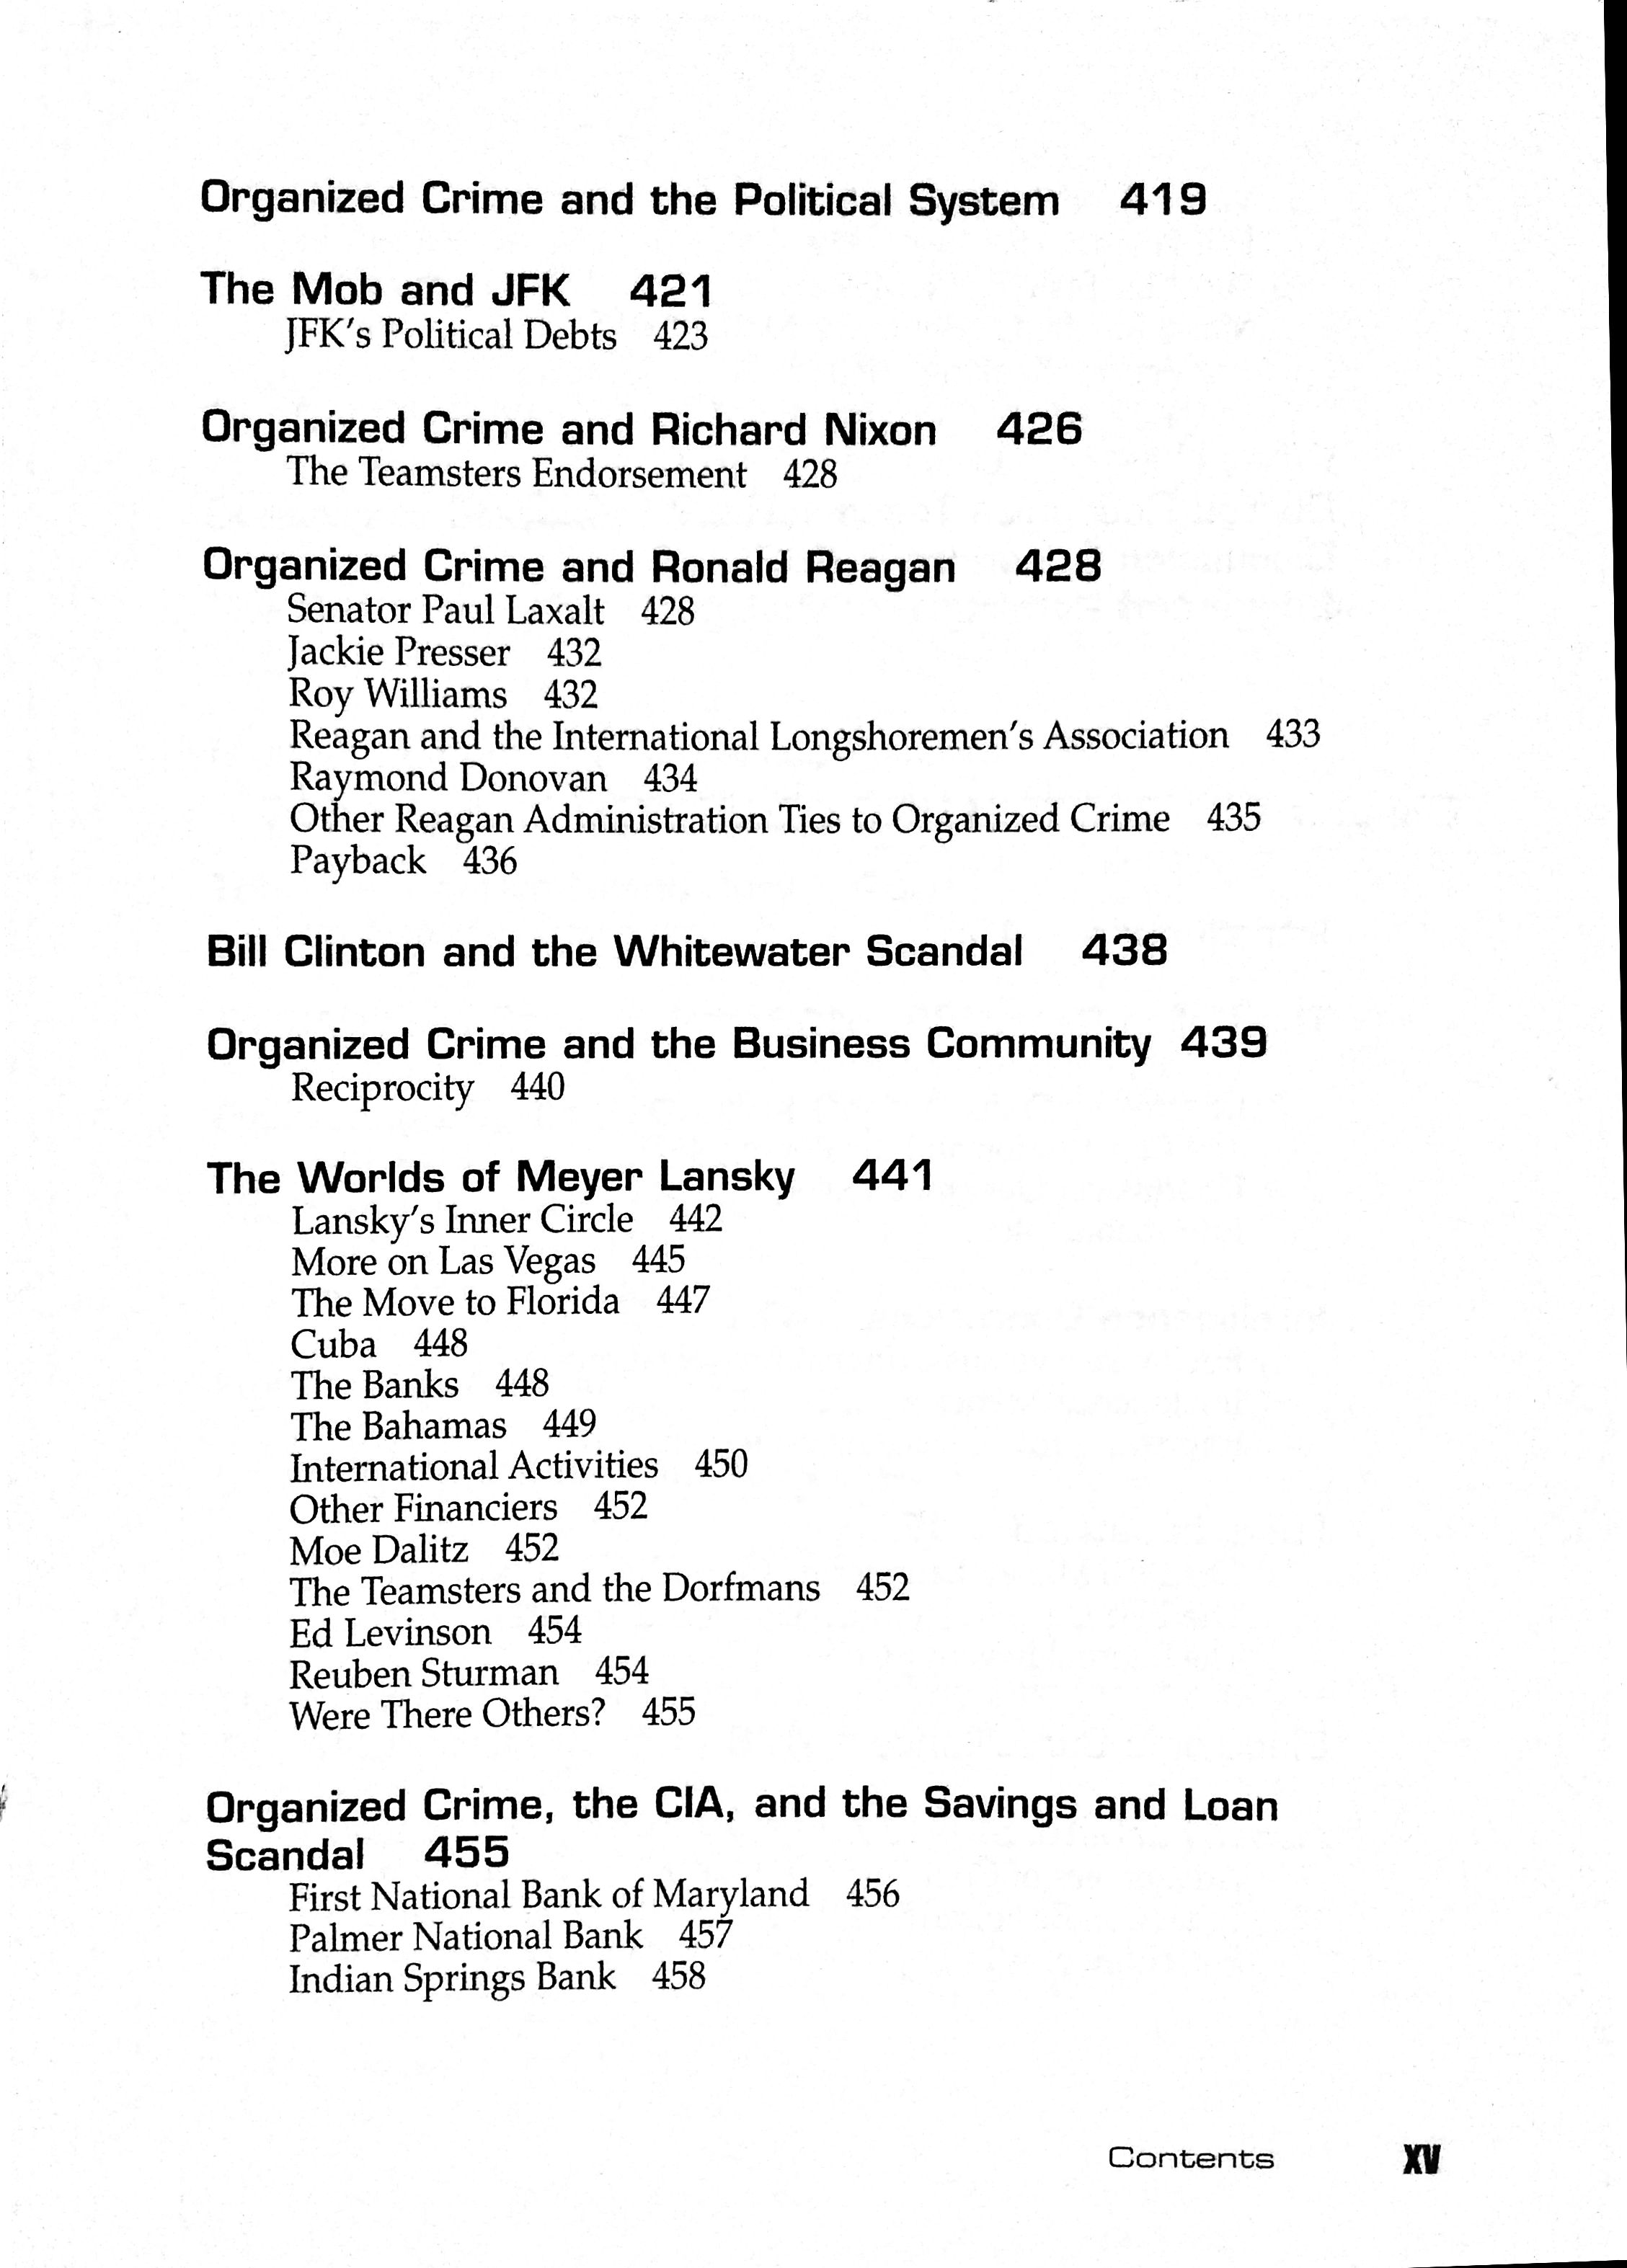 Organized Crime and the Political System 419
The Mob and JFK 421
JFK's Political Debts 423
Organized Crime and Richard Nixon 426
The Teamsters Endorsement 428
Organized Crime and Ronald Reagan 428
Senator Paul Laxalt 428
Jackie Presser 432
Roy Williams 432
Reagan and the International Longshoremen's Association 433
Raymond Donovan 434
Other Reagan Administration Ties to Organized Crime 435
Payback 436
Bill Clinton and the Whitewater Scandal 438
Organized Crime and the Business Community 439
Reciprocity 440
The Worlds of Meyer Lansky 441
Lansky's Inner Circle 442
More on Las Vegas 445
The Move to Florida 447
Cuba 448
The Banks 448
The Bahamas 449
International Activities 450
Other Financiers 452
Moe Dalitz 452
The Teamsters and the Dorfmans 452
Ed Levinson 454
Reuben Sturman 454
Were There Others? 455
Organized Crime, the CIA, and the Savings and Loan
Scandal 455
First National Bank of Maryland 456
Palmer National Bank 457
Indian Springs Bank 458
Contents XV